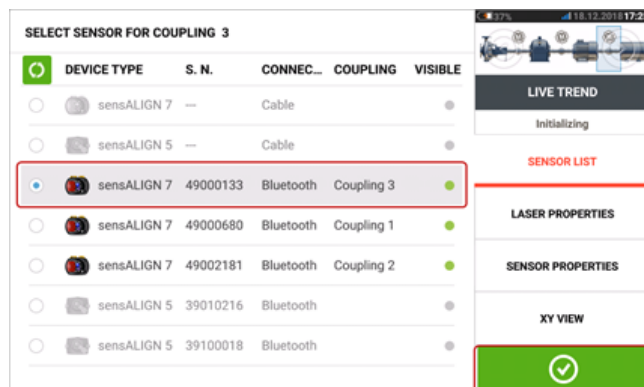 37% 18.12.2018 17:2
SELECT SENSOR FOR COUPLING 3
DEVICE TYPE S. N. CONNEC... COUPLING VISIBLE
sensALIGN 7 --- Cable
sensALIGN 5 --- Cable
sensALIGN 7 49000133 Bluetooth Coupling 3
sensALIGN 7 49000680 Bluetooth Coupling 1
sensALIGN 7 49002181 Bluetooth Coupling 2
sensALIGN 5 39010216 Bluetooth
sensALIGN 5 39100018 Bluetooth
LIVE TREND
Initializing
SENSOR LIST
LASER PROPERTIES
SENSOR PROPERTIES
XY VIEW